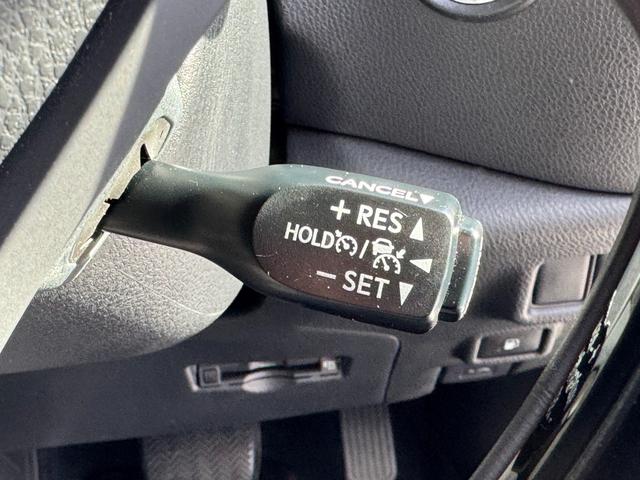 CANCEL▼
+ RES ▲
HOLD /
− SET ▼